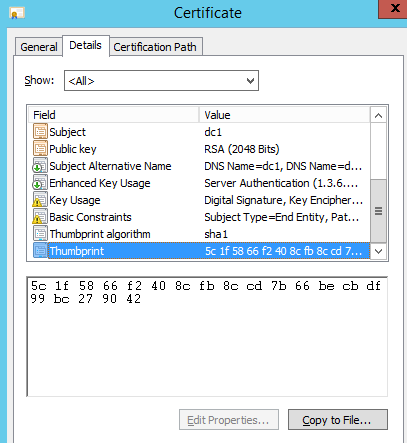 Certificate
x
General Details Certification Path
Show: <All>
Field Value
Subject dc1
Public key RSA (2048 Bits)
Subject Alternative Name DNS Name=dc1, DNS Name=d...
Enhanced Key Usage Server Authentication (1.3.6....
Key Usage Digital Signature, Key Encipher...
Basic Constraints Subject Type=End Entity, Pat...
Thumbprint algorithm sha1
Thumbprint 5c 1f 58 66 f2 40 8c fb 8c cd 7...
5c 1f 58 66 f2 40 8c fb 8c cd 7b 66 be cb df
99 bc 27 90 42
Edit Properties... Copy to File...